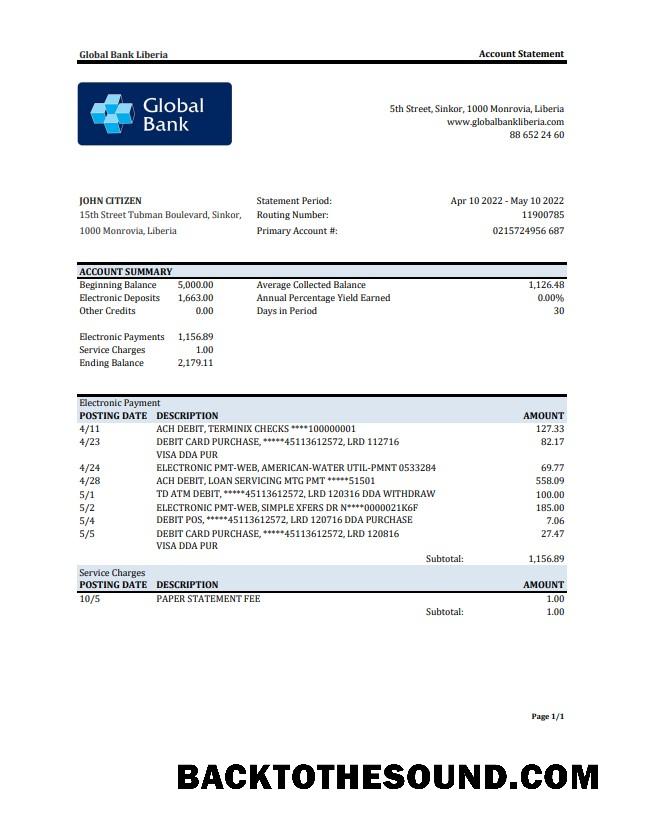 Global Bank Liberia Account Statement
Global
Bank
5th Street, Sinkor, 1000 Monrovia, Liberia
www.globalbankliberia.com
88 652 24 60
JOHN CITIZEN Statement Period: Apr 10 2022 - May 10 2022
15th Street Tubman Boulevard, Sinkor, Routing Number: 11900785
1000 Monrovia, Liberia Primary Account #: 0215724956 687
ACCOUNT SUMMARY
Beginning Balance 5,000.00 Average Collected Balance 1,126.48
Electronic Deposits 1,663.00 Annual Percentage Yield Earned 0.00%
Other Credits 0.00 Days in Period 30
Electronic Payments 1,156.89
Service Charges 1.00
Ending Balance 2,179.11
Electronic Payment
POSTING DATE DESCRIPTION AMOUNT
4/11 ACH DEBIT, TERMINIX CHECKS ****100000001 127.33
4/23 DEBIT CARD PURCHASE, *****45113612572, LRD 112716 82.17
VISA DDA PUR
4/24 ELECTRONIC PMT-WEB, AMERICAN-WATER UTIL-PMNT 0533284 69.77
4/28 ACH DEBIT, LOAN SERVICING MTG PMT *****51501 558.09
5/1 TD ATM DEBIT, *****45113612572, LRD 120316 DDA WITHDRAW 100.00
5/2 ELECTRONIC PMT-WEB, SIMPLE XFERS DR N****0000021K6F 185.00
5/4 DEBIT POS, *****45113612572, LRD 120716 DDA PURCHASE 7.06
5/5 DEBIT CARD PURCHASE, *****45113612572, LRD 120816 27.47
VISA DDA PUR
Subtotal: 1,156.89
Service Charges
POSTING DATE DESCRIPTION AMOUNT
10/5 PAPER STATEMENT FEE 1.00
Subtotal: 1.00
Page 1/1
BACKTOTHESOUND.COM